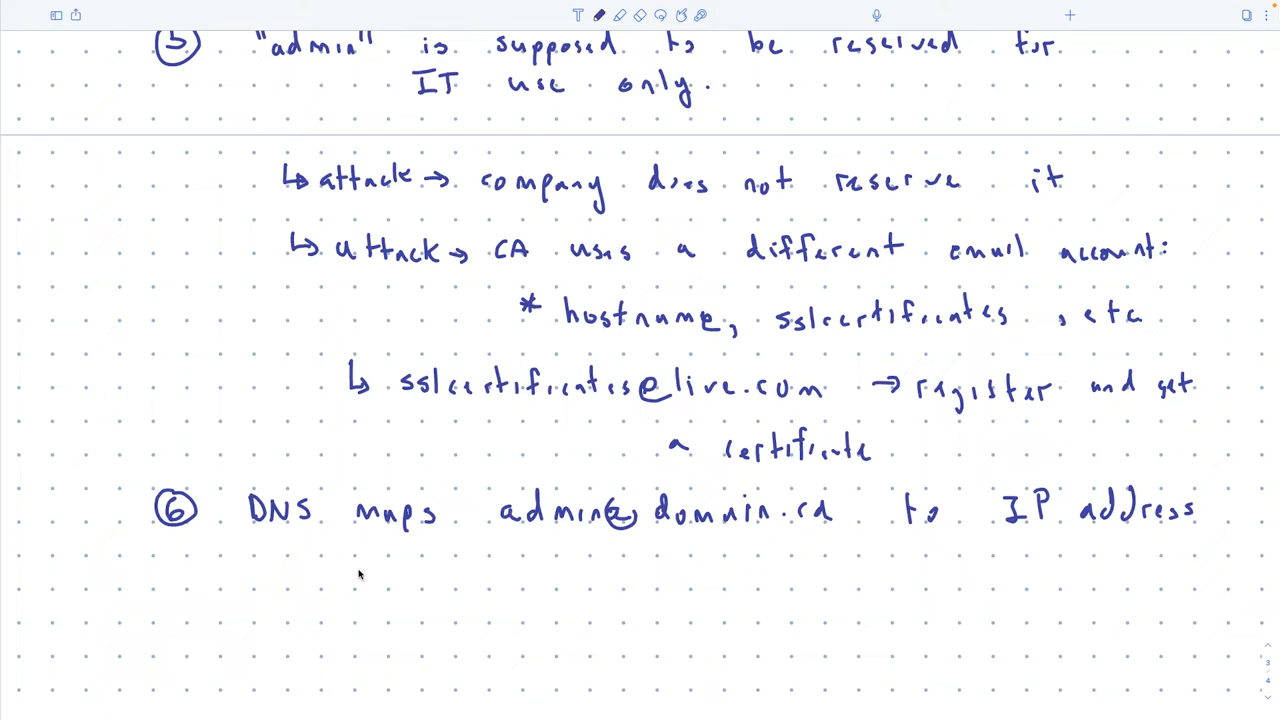 ⑤ "admin" is supposed to be reserved for
IT use only.
↳ attack → company does not reserve it
↳ attack → CA uses a different email account:
* hostname, sslcertificates, etc
↳ sslcertificates@live.com → register and get
a certificate
⑥ DNS maps admin@domain.ca to IP address
3
4